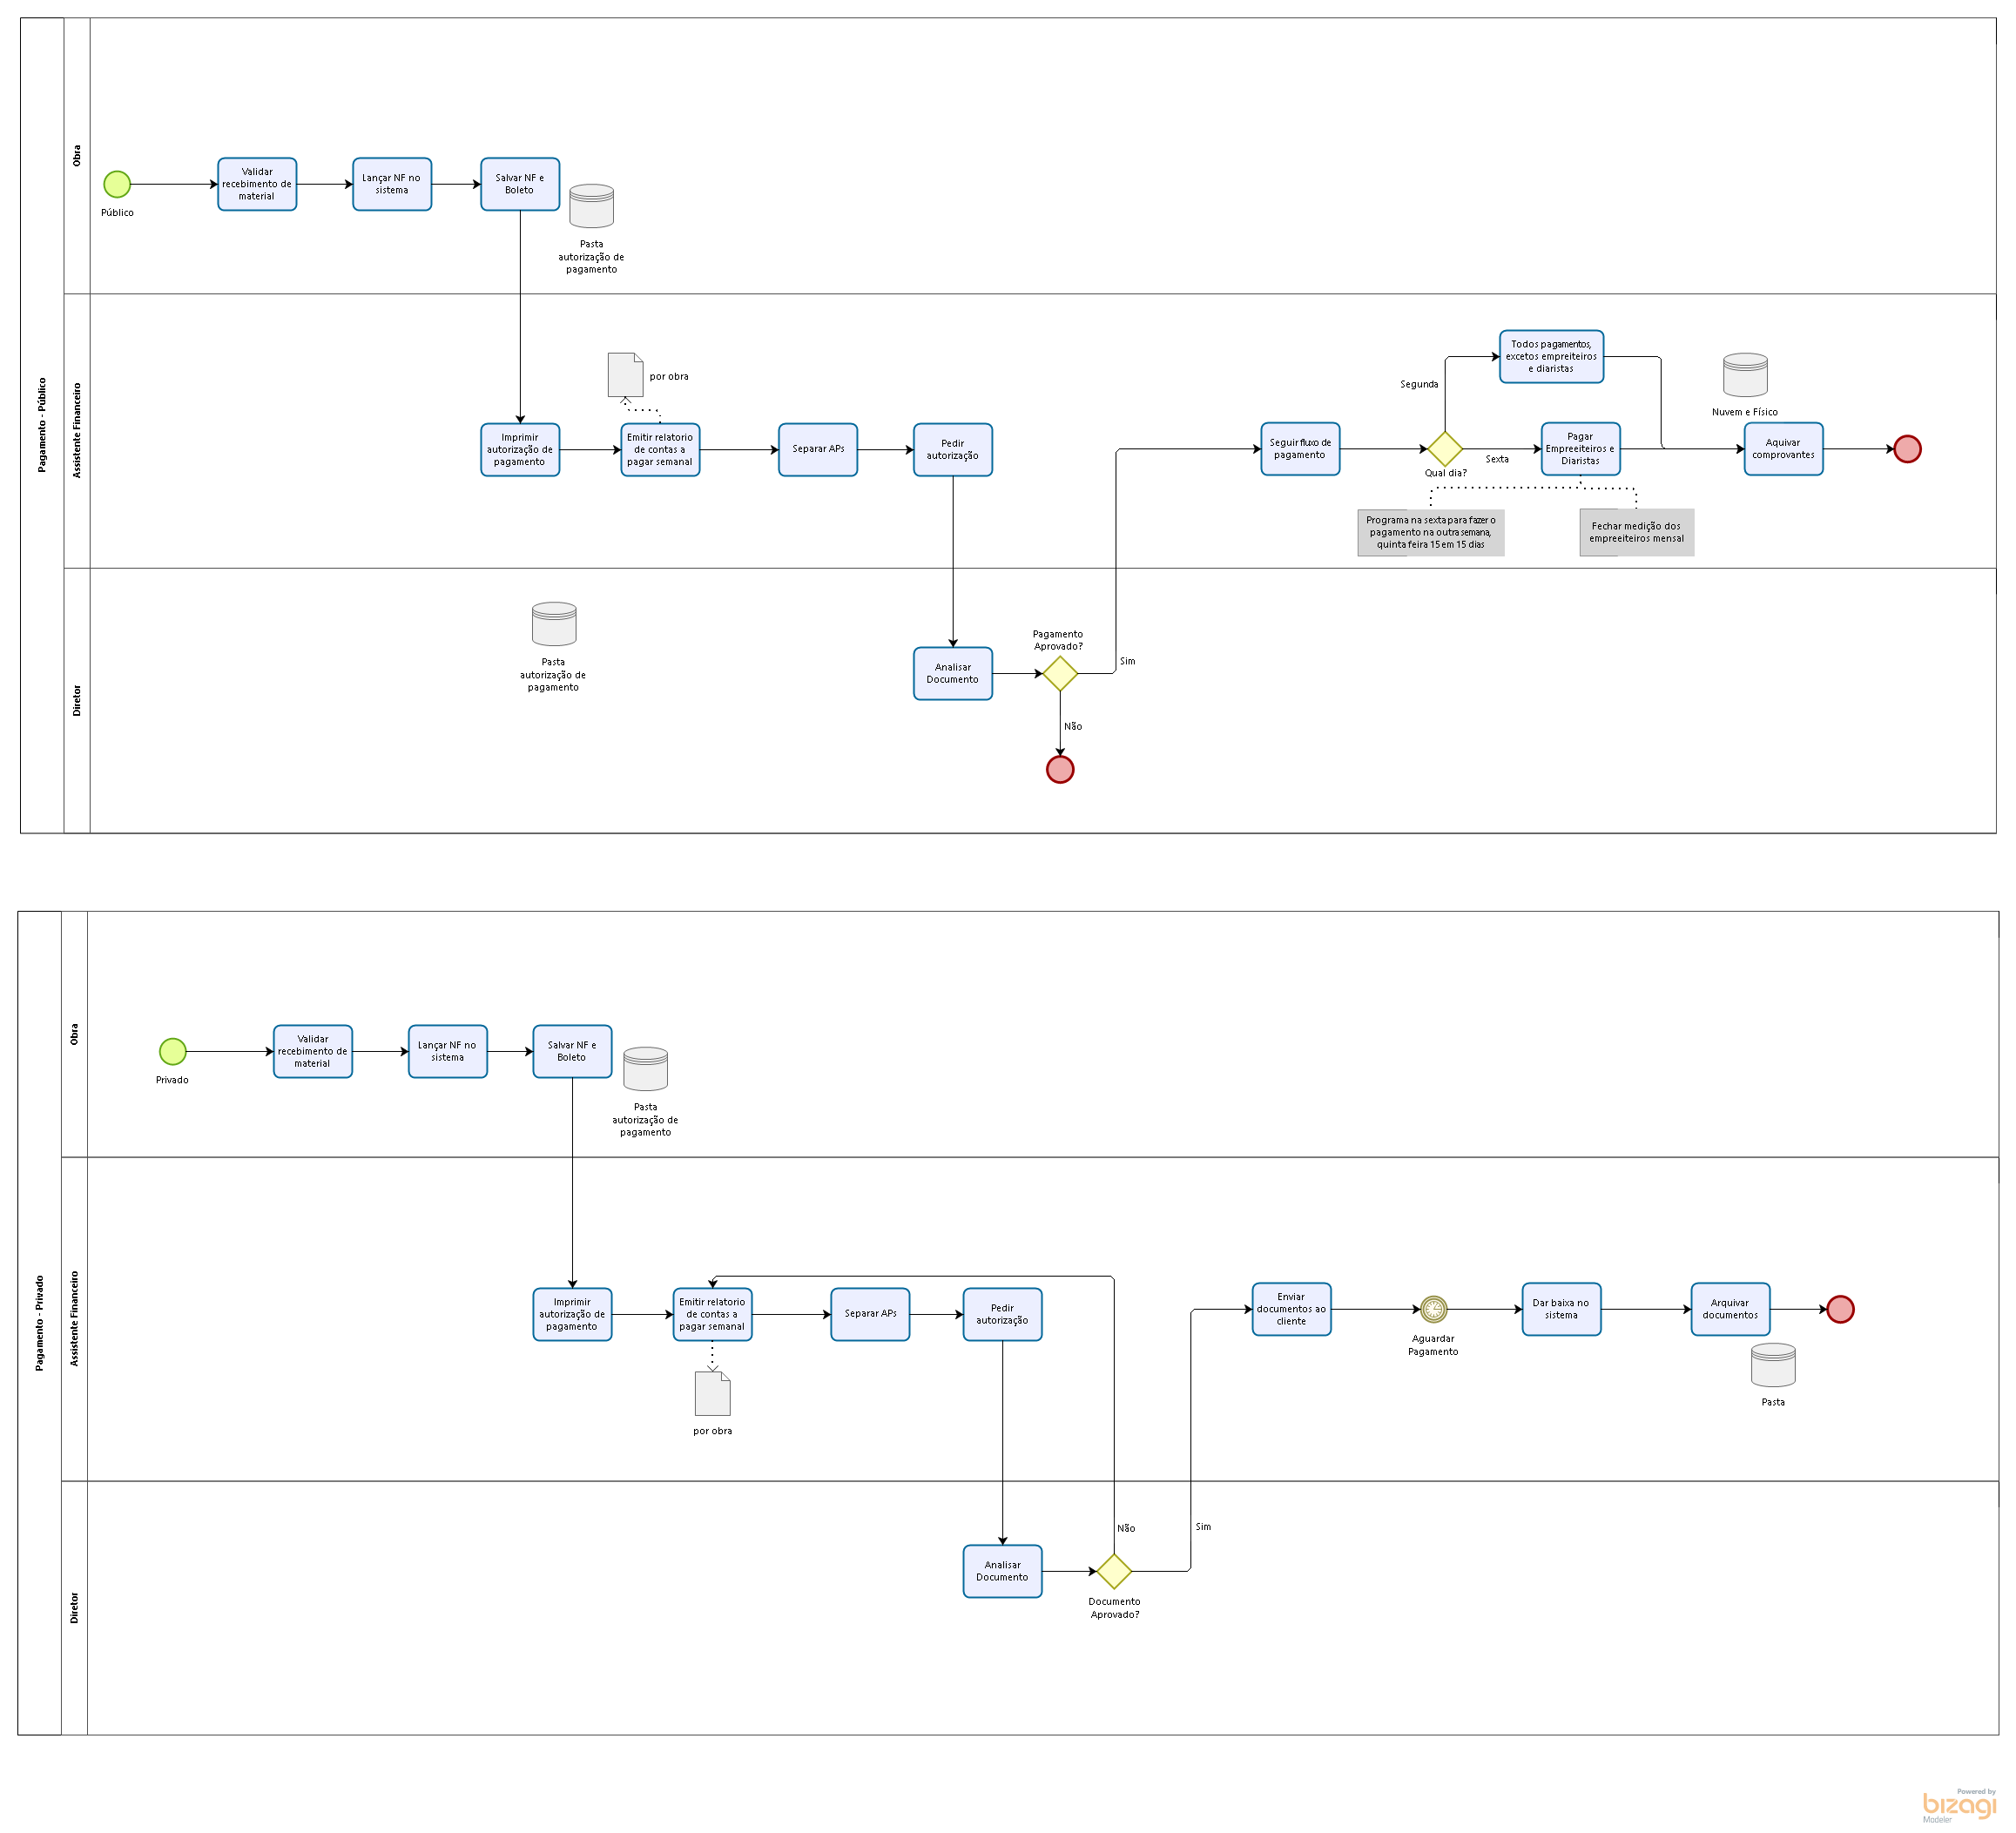 Pagamento - Público
Obra
Público
Validar
recebimento de
material
Lançar NF no
sistema
Salvar NF e
Boleto
Pasta
autorização de
pagamento
Assistente Financeiro
Imprimir
autorização de
pagamento
por obra
Emitir relatorio
de contas a
pagar semanal
Separar APs
Pedir
autorização
Seguir fluxo de
pagamento
Qual dia?
Segunda
Todos pagamentos,
excetos empreiteiros
e diaristas
Sexta
Pagar
Empreeiteiros e
Diaristas
Programa na sexta para fazer o
pagamento na outra semana,
quinta feira 15 em 15 dias
Fechar medição dos
empreeiteiros mensal
Nuvem e Físico
Aquivar
comprovantes
Diretor
Pasta
autorização de
pagamento
Analisar
Documento
Pagamento
Aprovado?
Sim
Não
Pagamento - Privado
Obra
Privado
Validar
recebimento de
material
Lançar NF no
sistema
Salvar NF e
Boleto
Pasta
autorização de
pagamento
Assistente Financeiro
Imprimir
autorização de
pagamento
Emitir relatorio
de contas a
pagar semanal
por obra
Separar APs
Pedir
autorização
Enviar
documentos ao
cliente
Aguardar
Pagamento
Dar baixa no
sistema
Arquivar
documentos
Pasta
Diretor
Analisar
Documento
Não
Documento
Aprovado?
Sim
Powered by
bizagi
Modeler